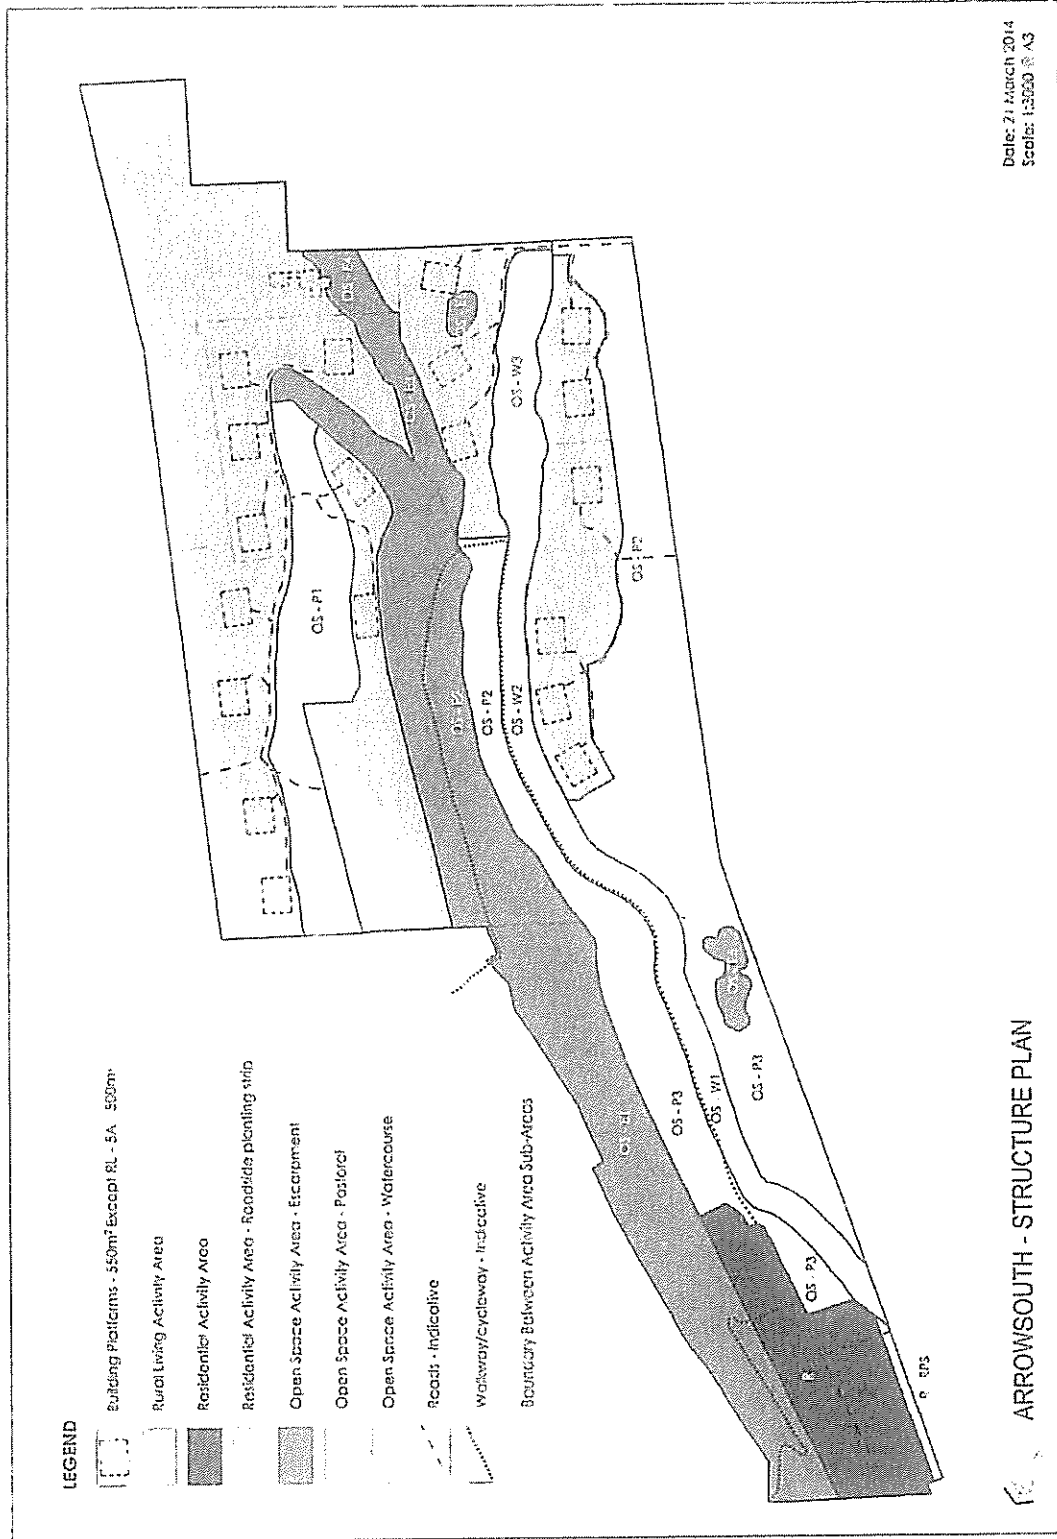 LEGEND
Building Platforms - 550m² Except RL - 5A 500m²
Rural Living Activity Area
Residential Activity Area
Residential Activity Area - Roadside planting strip
Open Space Activity Area - Escarpment
Open Space Activity Area - Pastoral
Open Space Activity Area - Watercourse
Roads - Indicative
Walkway/cycleway - Indicative
Boundary Between Activity Area Sub-Areas
OS - P1
OS - P2
OS - W2
OS - W3
OS - P2
OS - P3
OS - W1
OS - P3
OS - P3
R
R - RPS
ARROWSOUTH - STRUCTURE PLAN
Date: 21 March 2014
Scale: 1:3000 @ A3